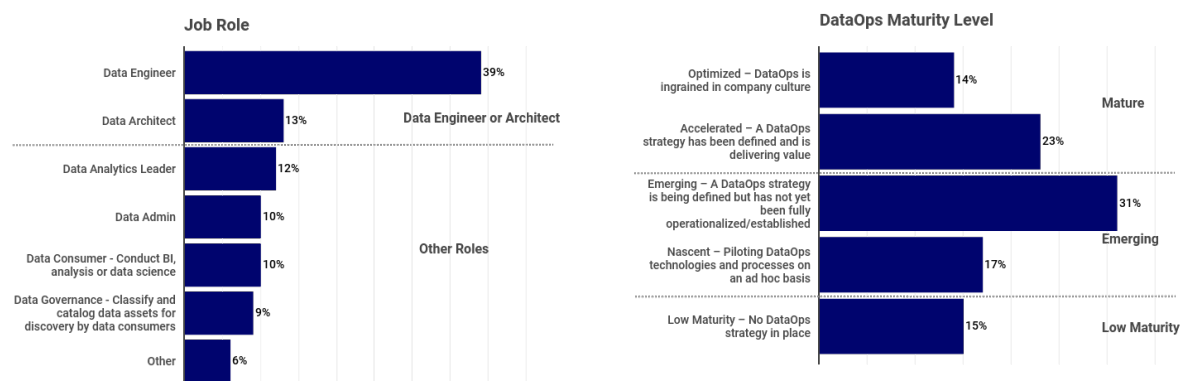 Job Role
Data Engineer
39%
Data Architect
13%
Data Engineer or Architect
Data Analytics Leader
12%
Data Admin
10%
Other Roles
Data Consumer - Conduct BI,
analysis or data science
10%
Data Governance - Classify and
catalog data assets for
discovery by data consumers
9%
Other
6%
DataOps Maturity Level
Optimized – DataOps is
ingrained in company culture
14%
Mature
Accelerated – A DataOps
strategy has been defined and is
delivering value
23%
Emerging – A DataOps strategy
is being defined but has not yet
been fully
operationalized/established
31%
Emerging
Nascent – Piloting DataOps
technologies and processes on
an ad hoc basis
17%
Low Maturity – No DataOps
strategy in place
15%
Low Maturity